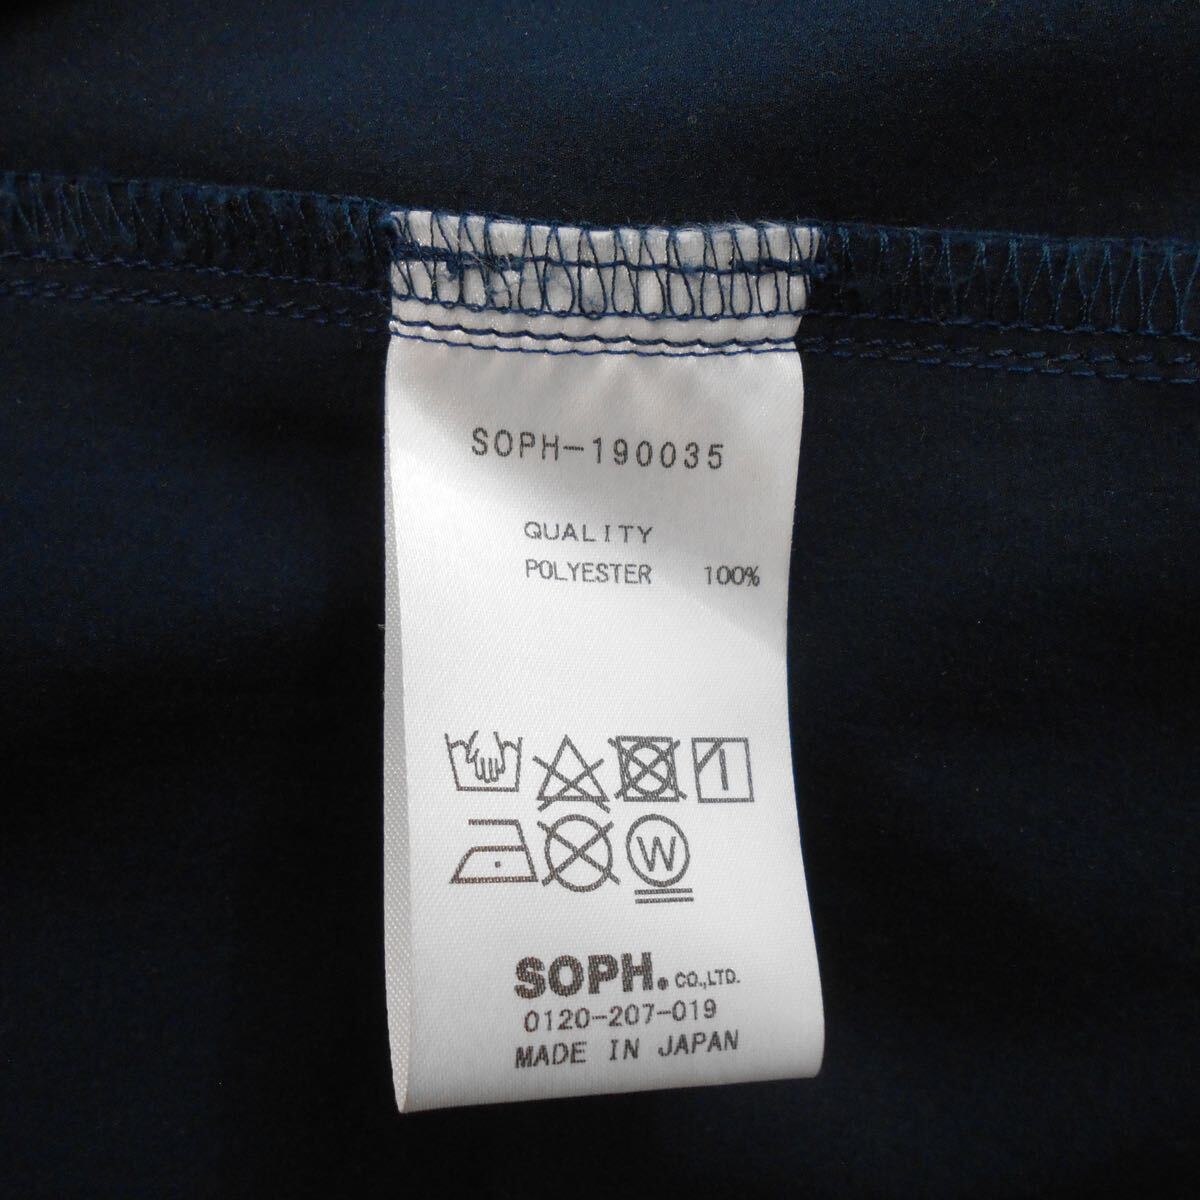 SOPH-190035
QUALITY
POLYESTER 100%
W
SOPH. CO.,LTD.
0120-207-019
MADE IN JAPAN